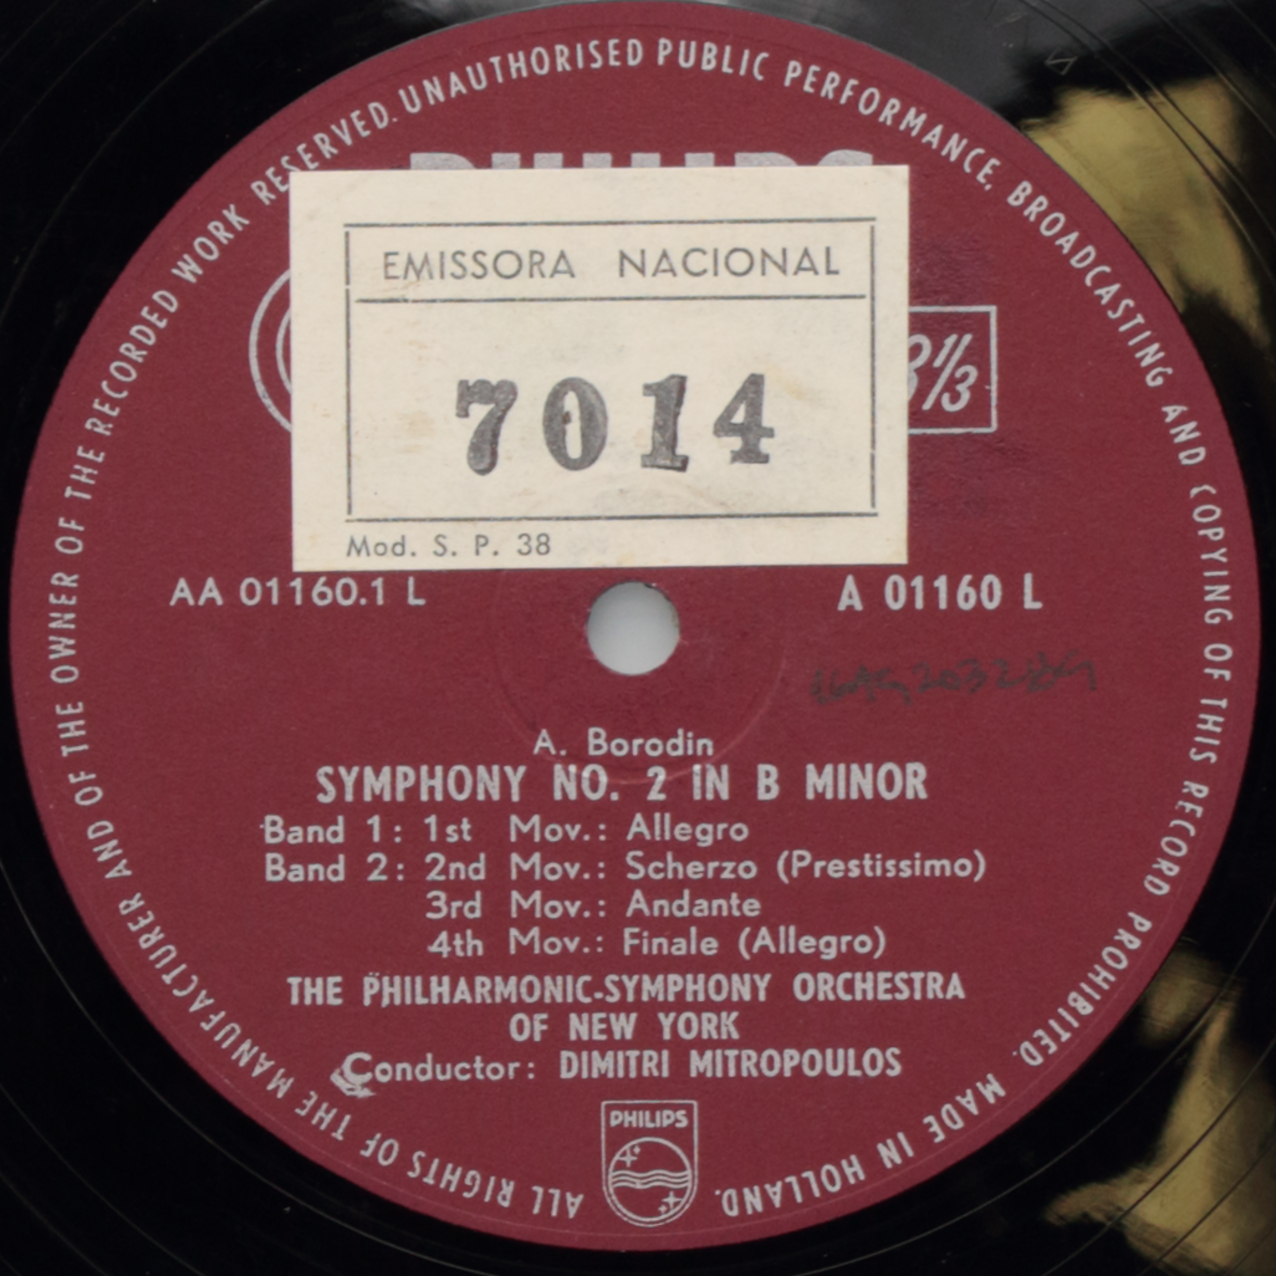 ALL RIGHTS OF THE MANUFACTURER AND OF THE OWNER OF THE RECORDED WORK RESERVED. UNAUTHORISED PUBLIC PERFORMANCE, BROADCASTING AND COPYING OF THIS RECORD PROHIBITED. MADE IN HOLLAND.
PHILIPS
EMISSORA NACIONAL
7014
Mod. S. P. 38
AA 01160.1 L
A 01160 L
A. Borodin
SYMPHONY NO. 2 IN B MINOR
Band 1: 1st Mov.: Allegro
Band 2: 2nd Mov.: Scherzo (Prestissimo)
3rd Mov.: Andante
4th Mov.: Finale (Allegro)
THE PHILHARMONIC-SYMPHONY ORCHESTRA
OF NEW YORK
Conductor: DIMITRI MITROPOULOS
PHILIPS